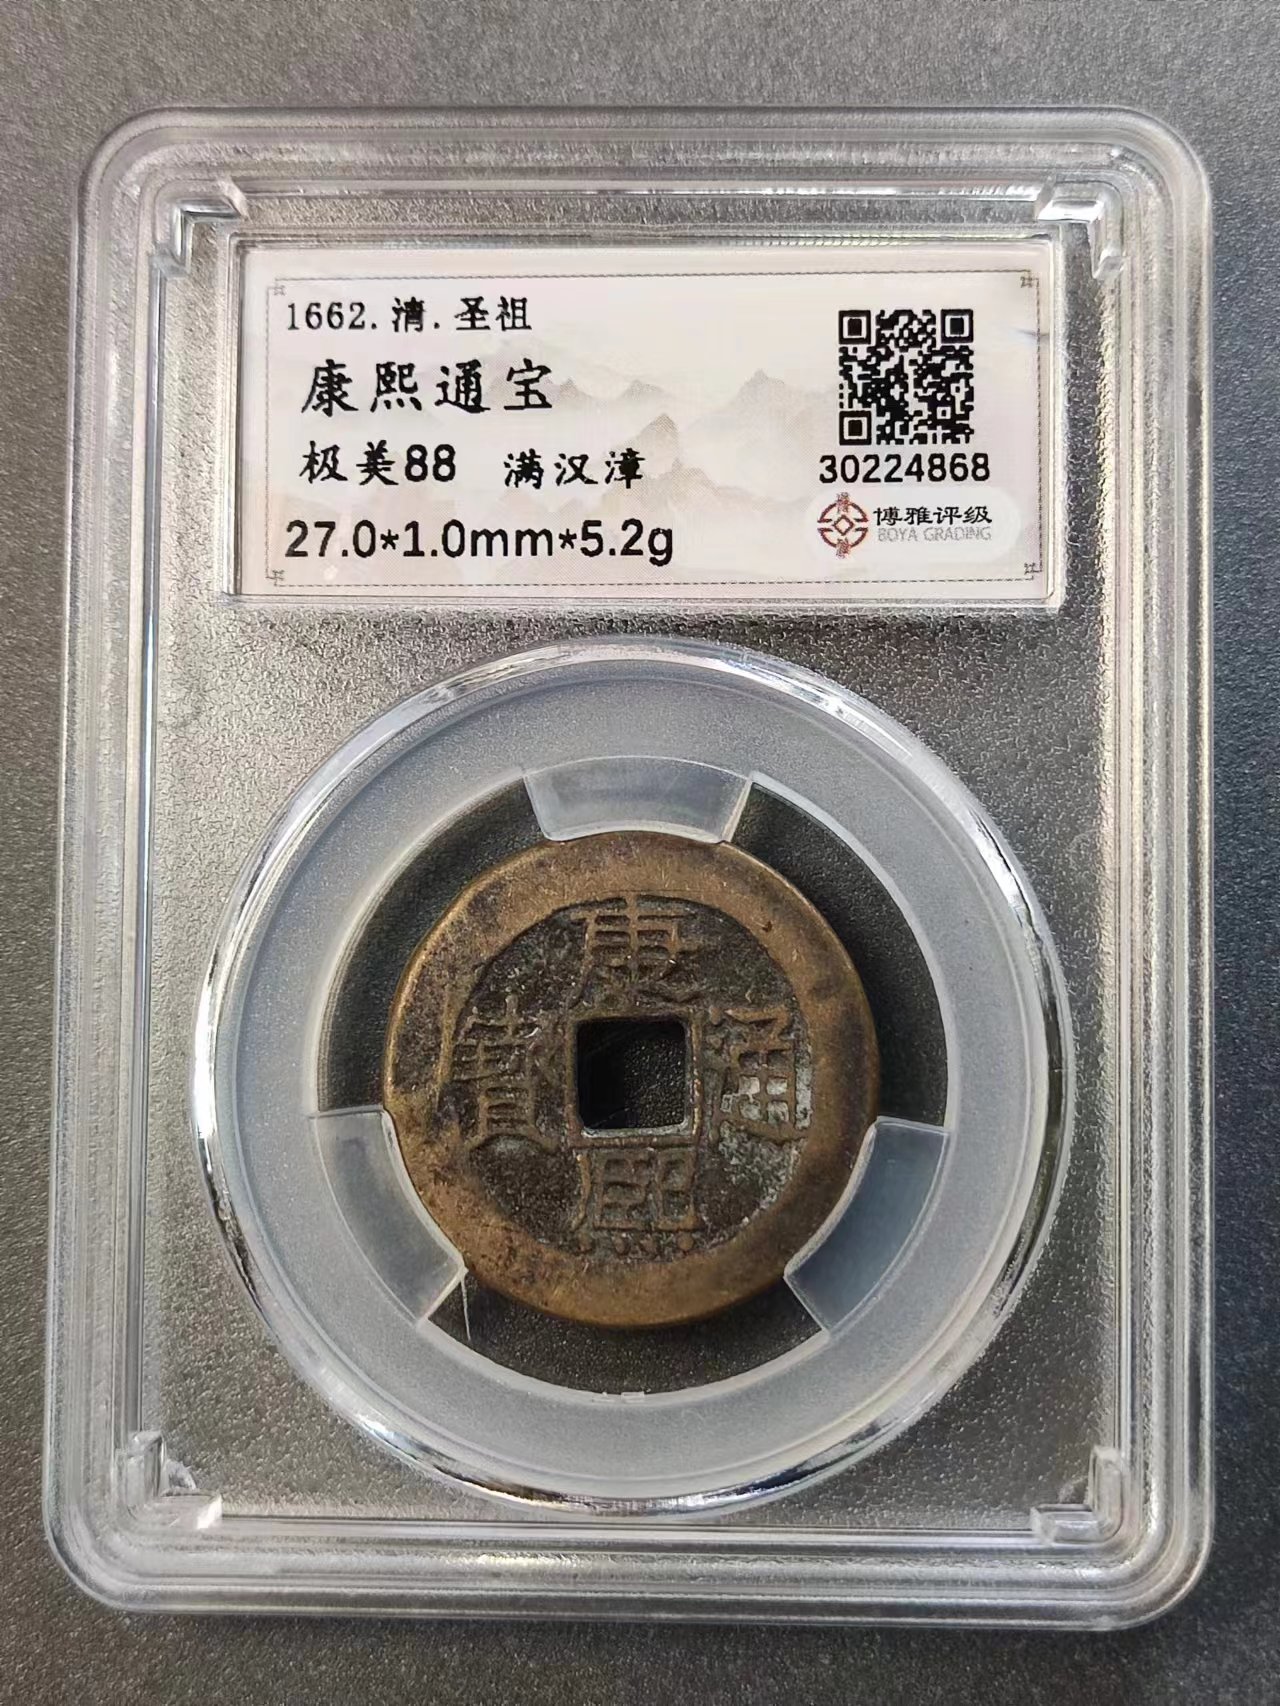 1662.清.圣祖
康熙通宝
极美88 满汉漳
27.0*1.0mm*5.2g
30224868
博雅评级
BOYA GRADING
康
寶 通
熙